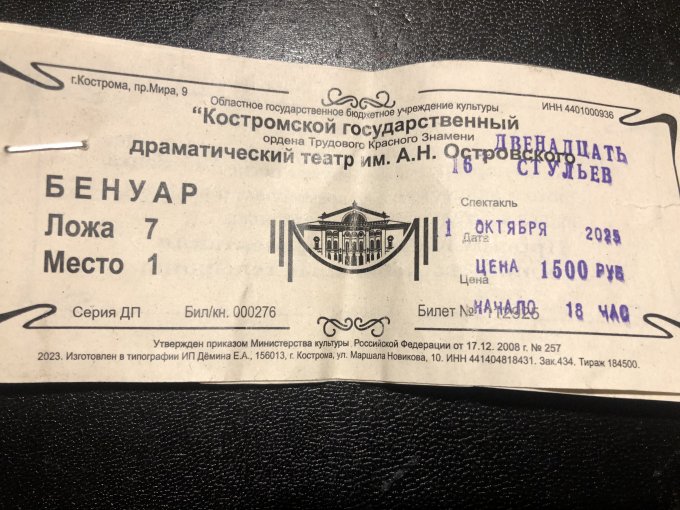 г.Кострома, пр.Мира, 9
ИНН 4401000936
Областное государственное бюджетное учреждение культуры
"Костромской государственный
ордена Трудового Красного Знамени
драматический театр им. А.Н. Островского
ДВЕНАДЦАТЬ
16+ СТУЛЬЕВ
БЕНУАР
Спектакль
Ложа 7
1 ОКТЯБРЯ 2025
Дата
Место 1
ЦЕНА 1500 РУБ
Цена
НАЧАЛО 18 ЧАС
Серия ДП
Бил/кн. 000276
Билет №
Утвержден приказом Министерства культуры Российской Федерации от 17.12. 2008 г. № 257
2023. Изготовлен в типографии ИП Дёмина Е.А., 156013, г. Кострома, ул. Маршала Новикова, 10. ИНН 441404818431. Зак.434. Тираж 184500.